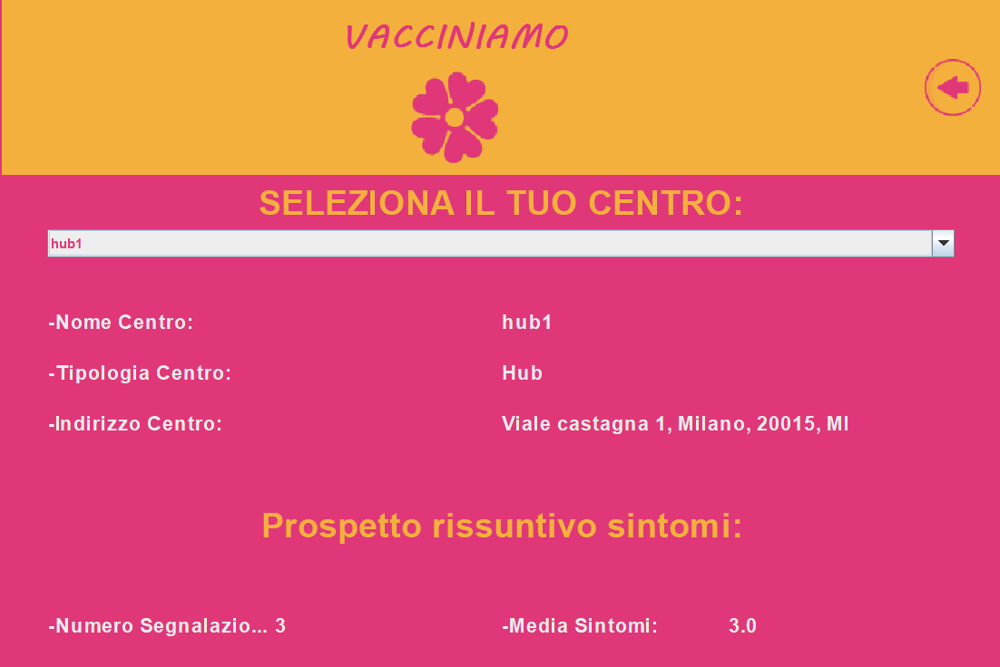 VACCINIAMO
SELEZIONA IL TUO CENTRO:
hub1
-Nome Centro: hub1
-Tipologia Centro: Hub
-Indirizzo Centro: Viale castagna 1, Milano, 20015, MI
Prospetto rissuntivo sintomi:
-Numero Segnalazio... 3 -Media Sintomi: 3.0